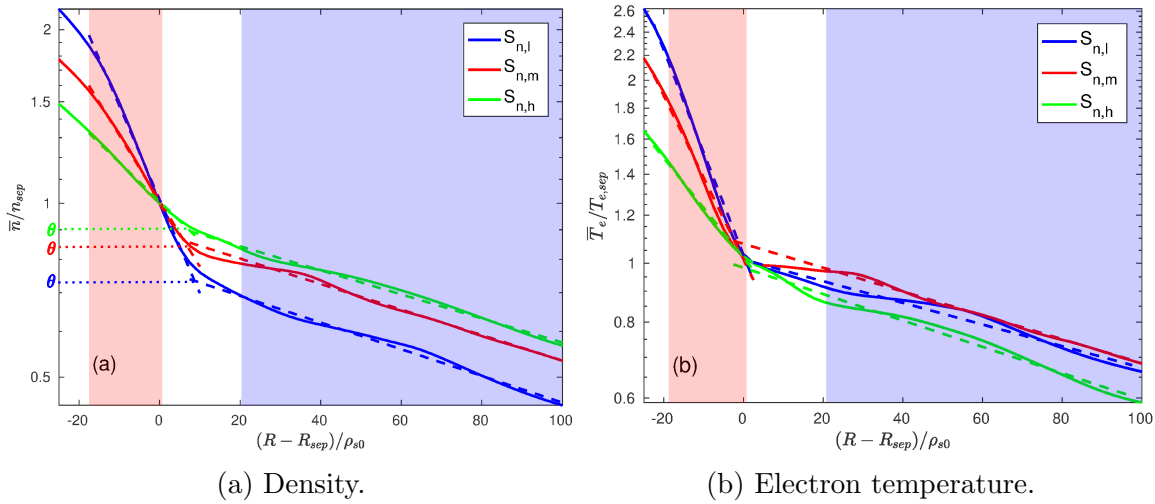 2
1.5
1
0.5
n̅/n_sep
θ
θ
θ
S_n,l
S_n,m
S_n,h
(a)
-20 0 20 40 60 80 100
(R − R_sep)/ρ_s0
(a) Density.
2.6
2.4
2.2
2
1.8
1.6
1.4
1.2
1
0.8
0.6
T̅_e/T_e,sep
S_n,l
S_n,m
S_n,h
(b)
-20 0 20 40 60 80 100
(R − R_sep)/ρ_s0
(b) Electron temperature.